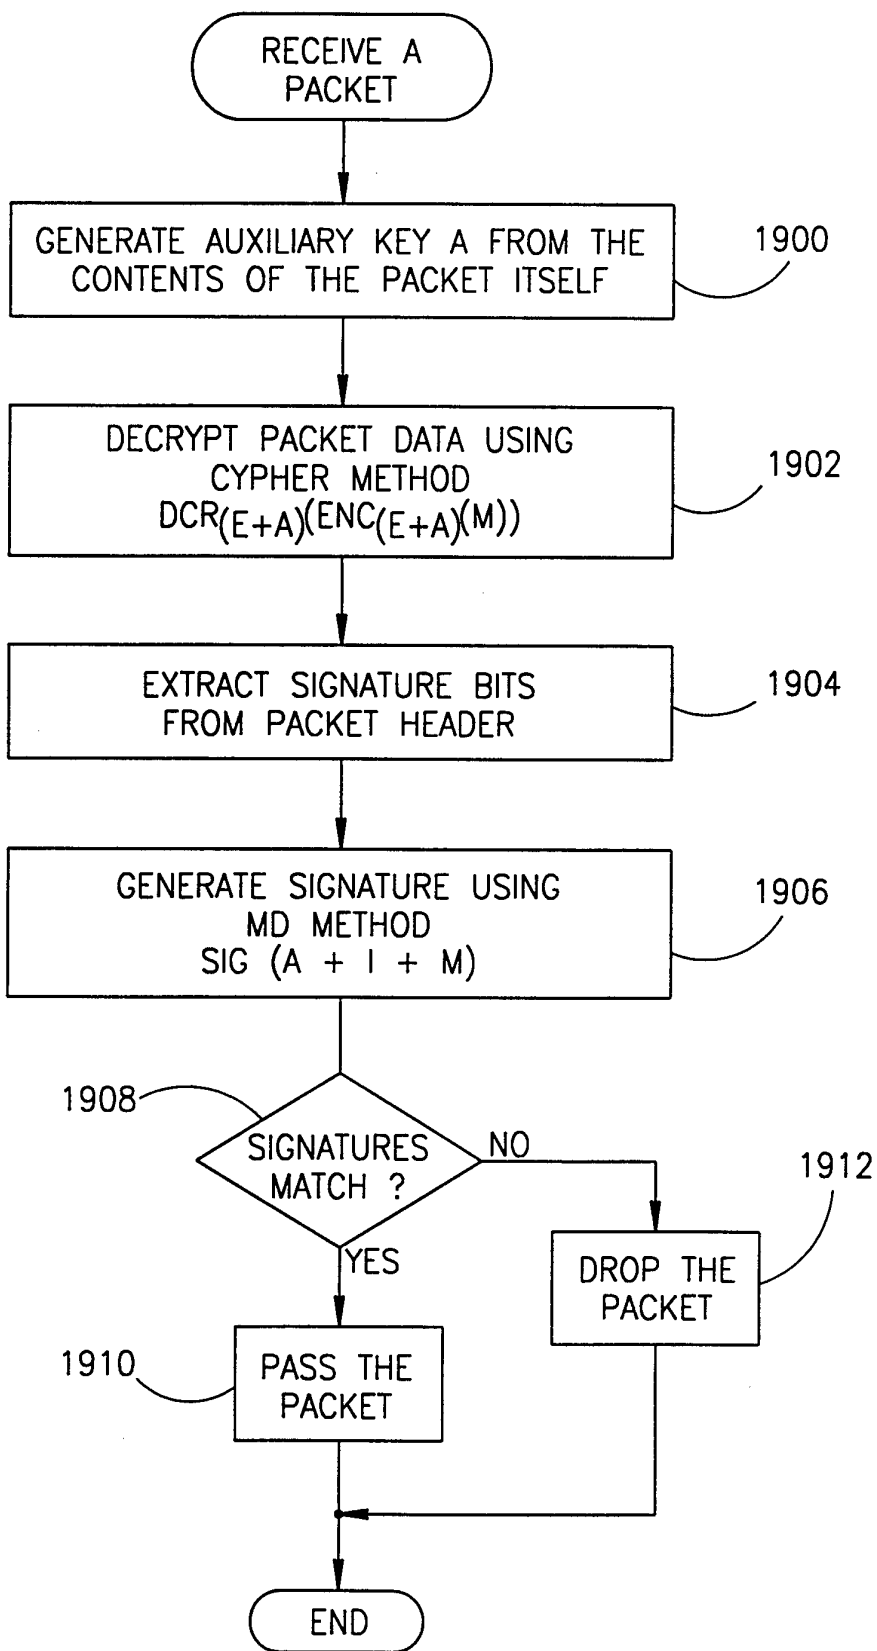 RECEIVE A
PACKET
GENERATE AUXILIARY KEY A FROM THE
CONTENTS OF THE PACKET ITSELF
1900
DECRYPT PACKET DATA USING
CYPHER METHOD
DCR(E+A)(ENC(E+A)(M))
1902
EXTRACT SIGNATURE BITS
FROM PACKET HEADER
1904
GENERATE SIGNATURE USING
MD METHOD
SIG (A + I + M)
1906
1908
SIGNATURES
MATCH ?
NO
YES
1912
DROP THE
PACKET
1910
PASS THE
PACKET
END